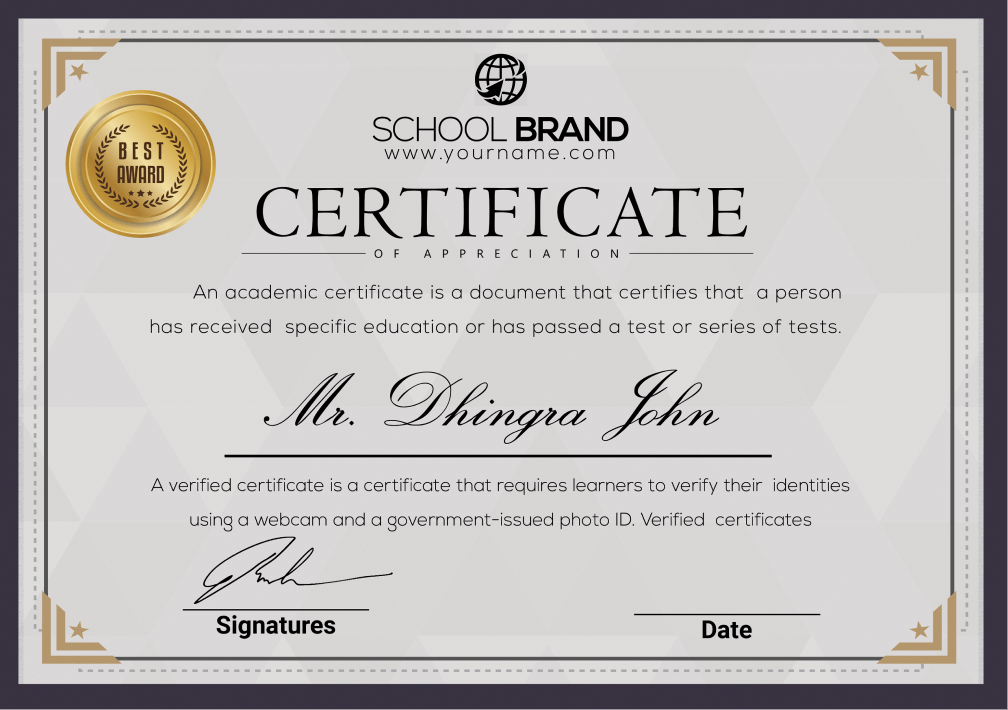 SCHOOL BRAND
www.yourname.com
BEST
AWARD
CERTIFICATE
OF APPRECIATION
An academic certificate is a document that certifies that a person
has received specific education or has passed a test or series of tests.
Mr. Dhingra John
A verified certificate is a certificate that requires learners to verify their identities
using a webcam and a government-issued photo ID. Verified certificates
Signatures
Date